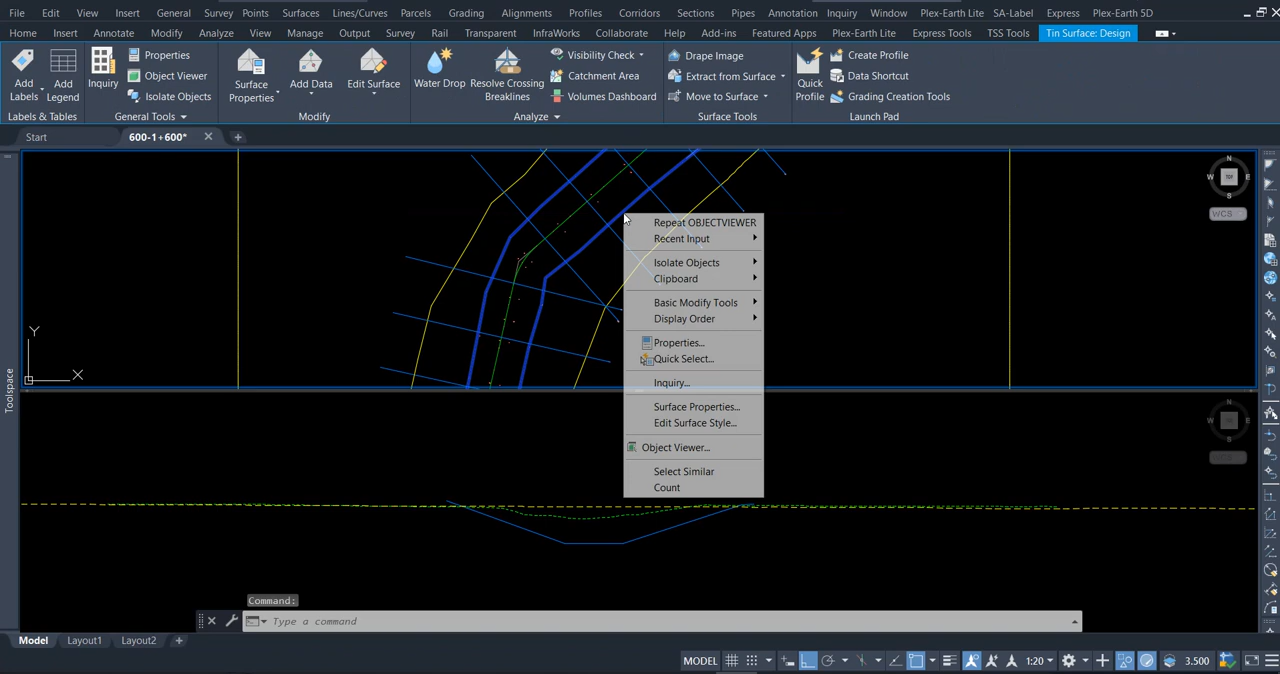 File Edit View Insert General Survey Points Surfaces Lines/Curves Parcels Grading Alignments Profiles Corridors Sections Pipes Annotation Inquiry Window Plex-Earth Lite SA-Label Express Plex-Earth 5D
Home Insert Annotate Modify Analyze View Manage Output Survey Rail Transparent InfraWorks Collaborate Help Add-ins Featured Apps Plex-Earth Lite Express Tools TSS Tools Tin Surface: Design
Add Labels
Add Legend
Labels & Tables
Inquiry
Properties
Object Viewer
Isolate Objects
General Tools
Surface Properties
Add Data
Edit Surface
Modify
Water Drop
Resolve Crossing Breaklines
Visibility Check
Catchment Area
Volumes Dashboard
Analyze
Drape Image
Extract from Surface
Move to Surface
Surface Tools
Quick Profile
Create Profile
Data Shortcut
Grading Creation Tools
Launch Pad
Start 600-1+600*
N
W TOP E
S
WCS
Repeat OBJECTVIEWER
Recent Input
Isolate Objects
Clipboard
Basic Modify Tools
Display Order
Properties...
Quick Select...
Inquiry...
Surface Properties...
Edit Surface Style...
Object Viewer...
Select Similar
Count
Y
X
Toolspace
N
W E
S
Command:
Type a command
Model Layout1 Layout2
MODEL 1:20 3.500